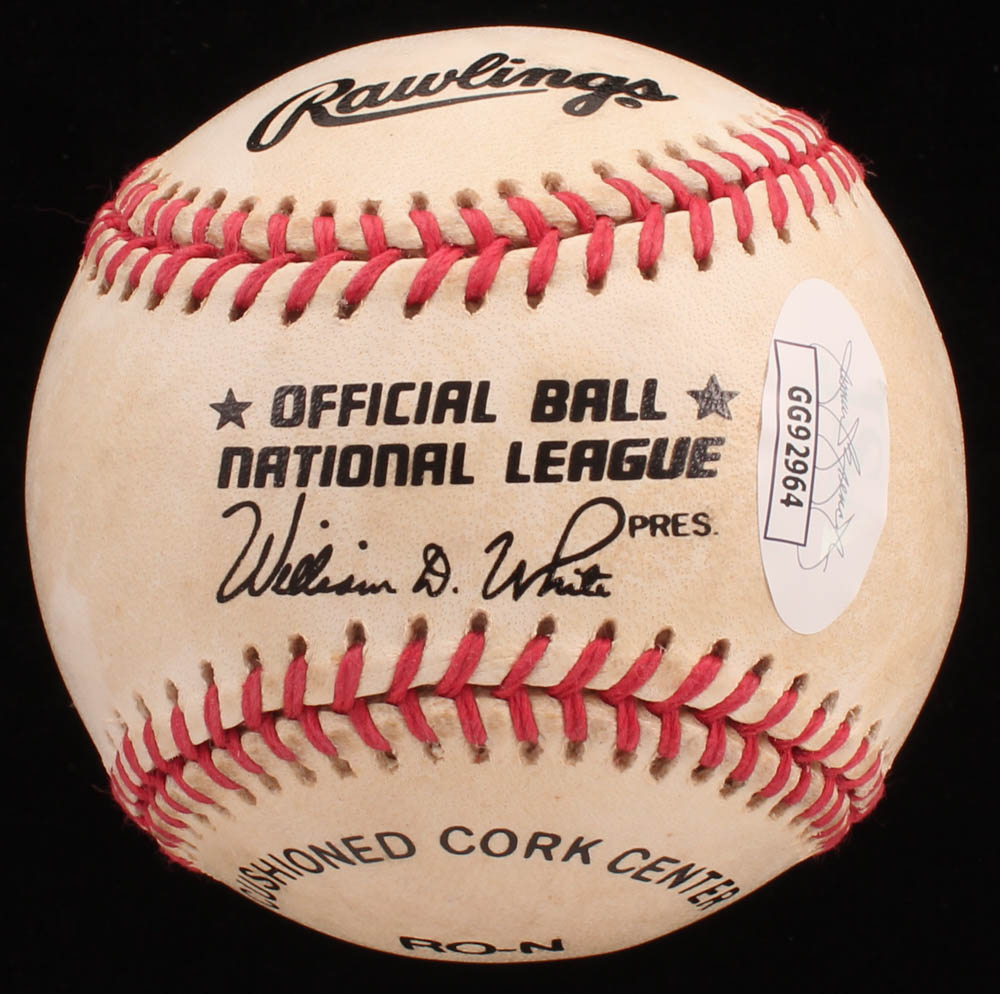 Rawlings
★ OFFICIAL BALL ★
NATIONAL LEAGUE
William D. White PRES.
GG92964
CUSHIONED CORK CENTER
RO-N